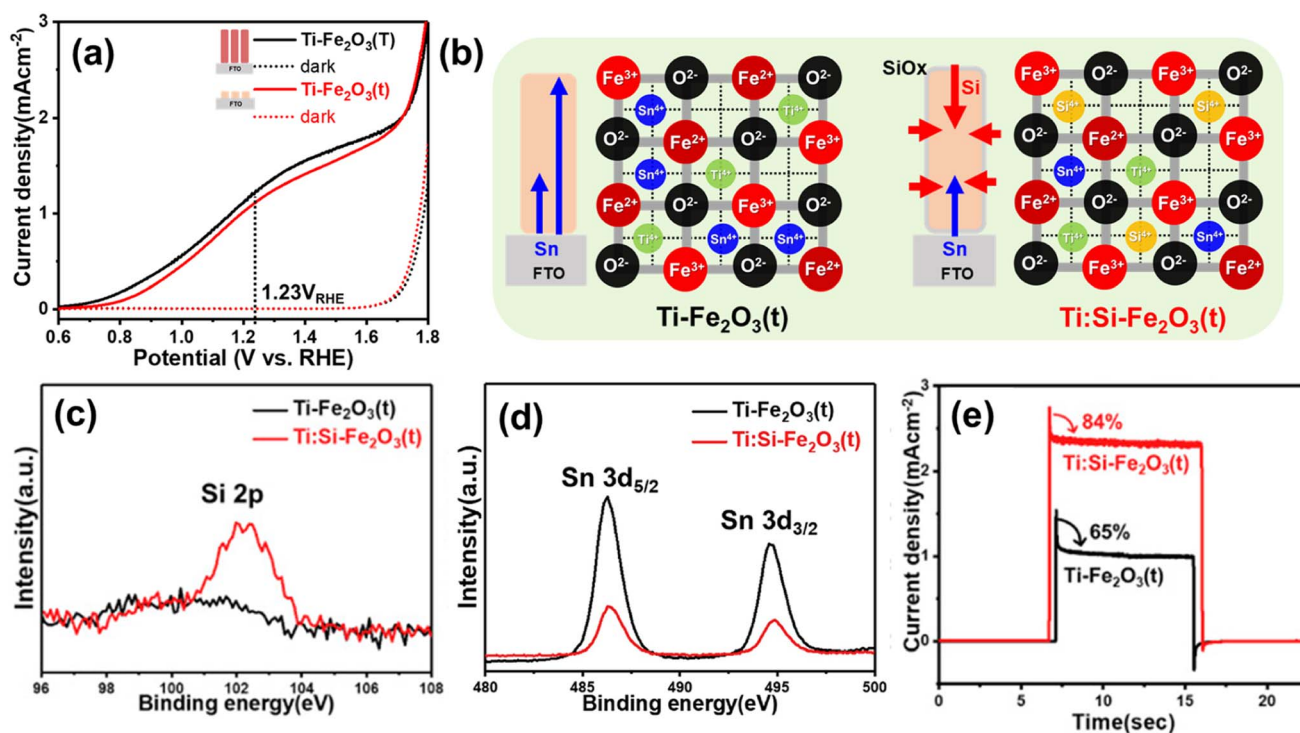 (a)
3
2
1
0
Current density(mAcm⁻²)
0.6 0.8 1.0 1.2 1.4 1.6 1.8
Potential (V vs. RHE)
FTO
Ti-Fe₂O₃(T)
dark
FTO
Ti-Fe₂O₃(t)
dark
1.23V_RHE
(b)
Sn
FTO
Fe³⁺ O²⁻ Fe²⁺ O²⁻
Sn⁴⁺ Ti⁴⁺
O²⁻ Fe²⁺ O²⁻ Fe³⁺
Sn⁴⁺ Ti⁴⁺
Fe²⁺ O²⁻ Fe³⁺ O²⁻
Ti⁴⁺ Sn⁴⁺ Sn⁴⁺
O²⁻ Fe³⁺ O²⁻ Fe²⁺
Ti-Fe₂O₃(t)
SiOx
Si
Sn
FTO
Fe³⁺ O²⁻ Fe²⁺ O²⁻
Si⁴⁺ Si⁴⁺
O²⁻ Fe²⁺ O²⁻ Fe³⁺
Sn⁴⁺ Ti⁴⁺
Fe²⁺ O²⁻ Fe³⁺ O²⁻
Ti⁴⁺ Si⁴⁺ Sn⁴⁺
O²⁻ Fe³⁺ O²⁻ Fe²⁺
Ti:Si-Fe₂O₃(t)
(c)
Ti-Fe₂O₃(t)
Ti:Si-Fe₂O₃(t)
Si 2p
Intensity(a.u.)
96 98 100 102 104 106 108
Binding energy(eV)
(d)
Ti-Fe₂O₃(t)
Ti:Si-Fe₂O₃(t)
Sn 3d₅/₂
Sn 3d₃/₂
Intensity(a.u.)
480 485 490 495 500
Binding energy(eV)
(e)
3
2
1
0
Current density(mAcm⁻²)
84%
Ti:Si-Fe₂O₃(t)
65%
Ti-Fe₂O₃(t)
0 5 10 15 20
Time(sec)